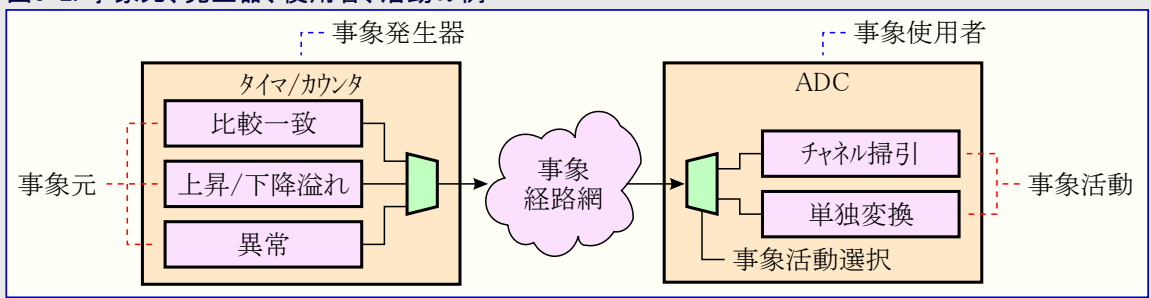 事象発生器
事象使用者
タイマ/カウンタ
ADC
比較一致
上昇/下降溢れ
異常
事象元
事象
経路網
チャネル掃引
単独変換
事象活動
事象活動選択